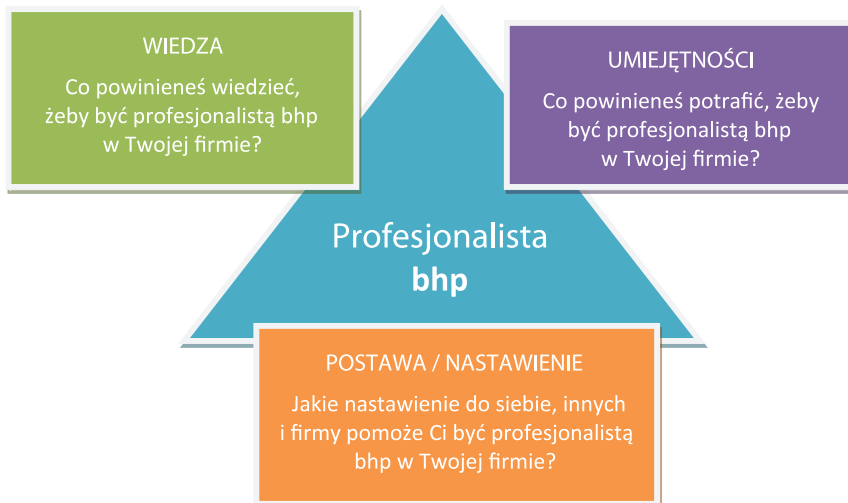 WIEDZA
Co powinieneś wiedzieć,
żeby być profesjonalistą bhp
w Twojej firmie?
UMIEJĘTNOŚCI
Co powinieneś potrafić, żeby
być profesjonalistą bhp
w Twojej firmie?
Profesjonalista
bhp
POSTAWA / NASTAWIENIE
Jakie nastawienie do siebie, innych
i firmy pomoże Ci być profesjonalistą
bhp w Twojej firmie?